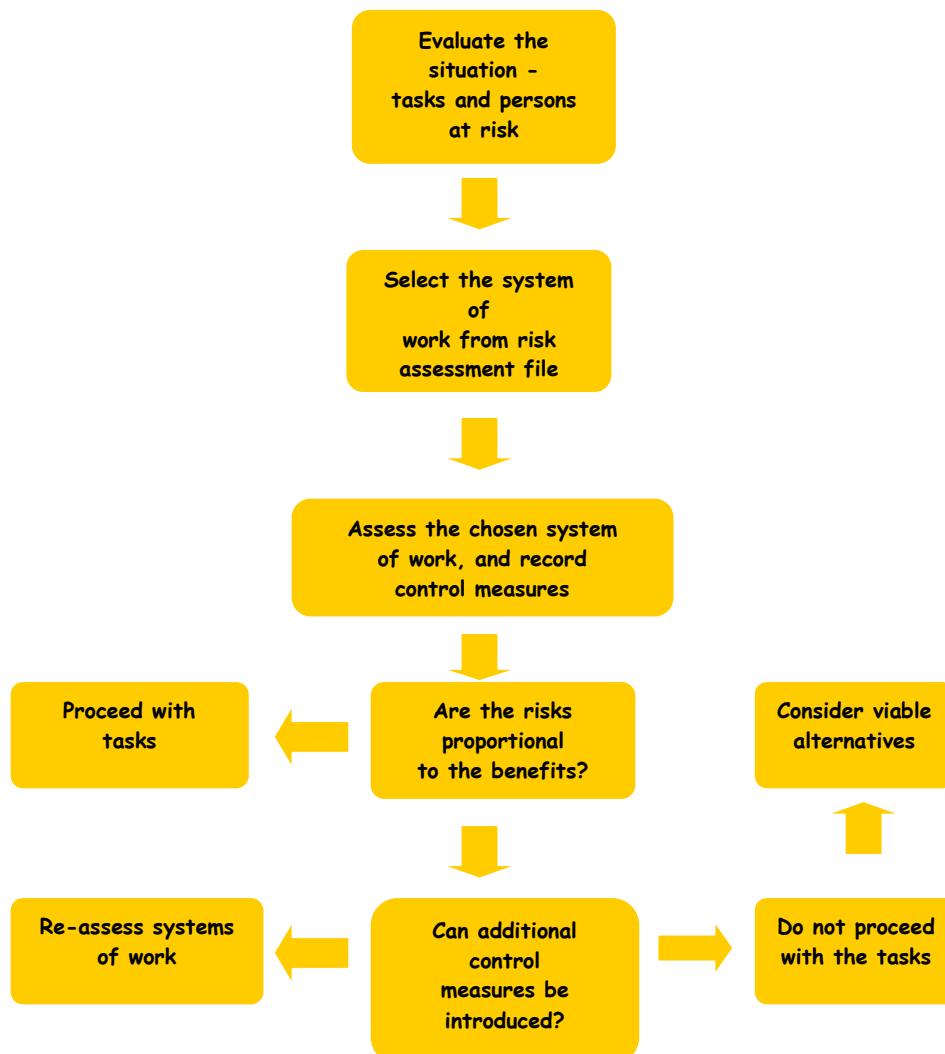 Evaluate the
situation -
tasks and persons
at risk
Select the system
of
work from risk
assessment file
Assess the chosen system
of work, and record
control measures
Proceed with
tasks
Are the risks
proportional
to the benefits?
Consider viable
alternatives
Re-assess systems
of work
Can additional
control
measures be
introduced?
Do not proceed
with the tasks